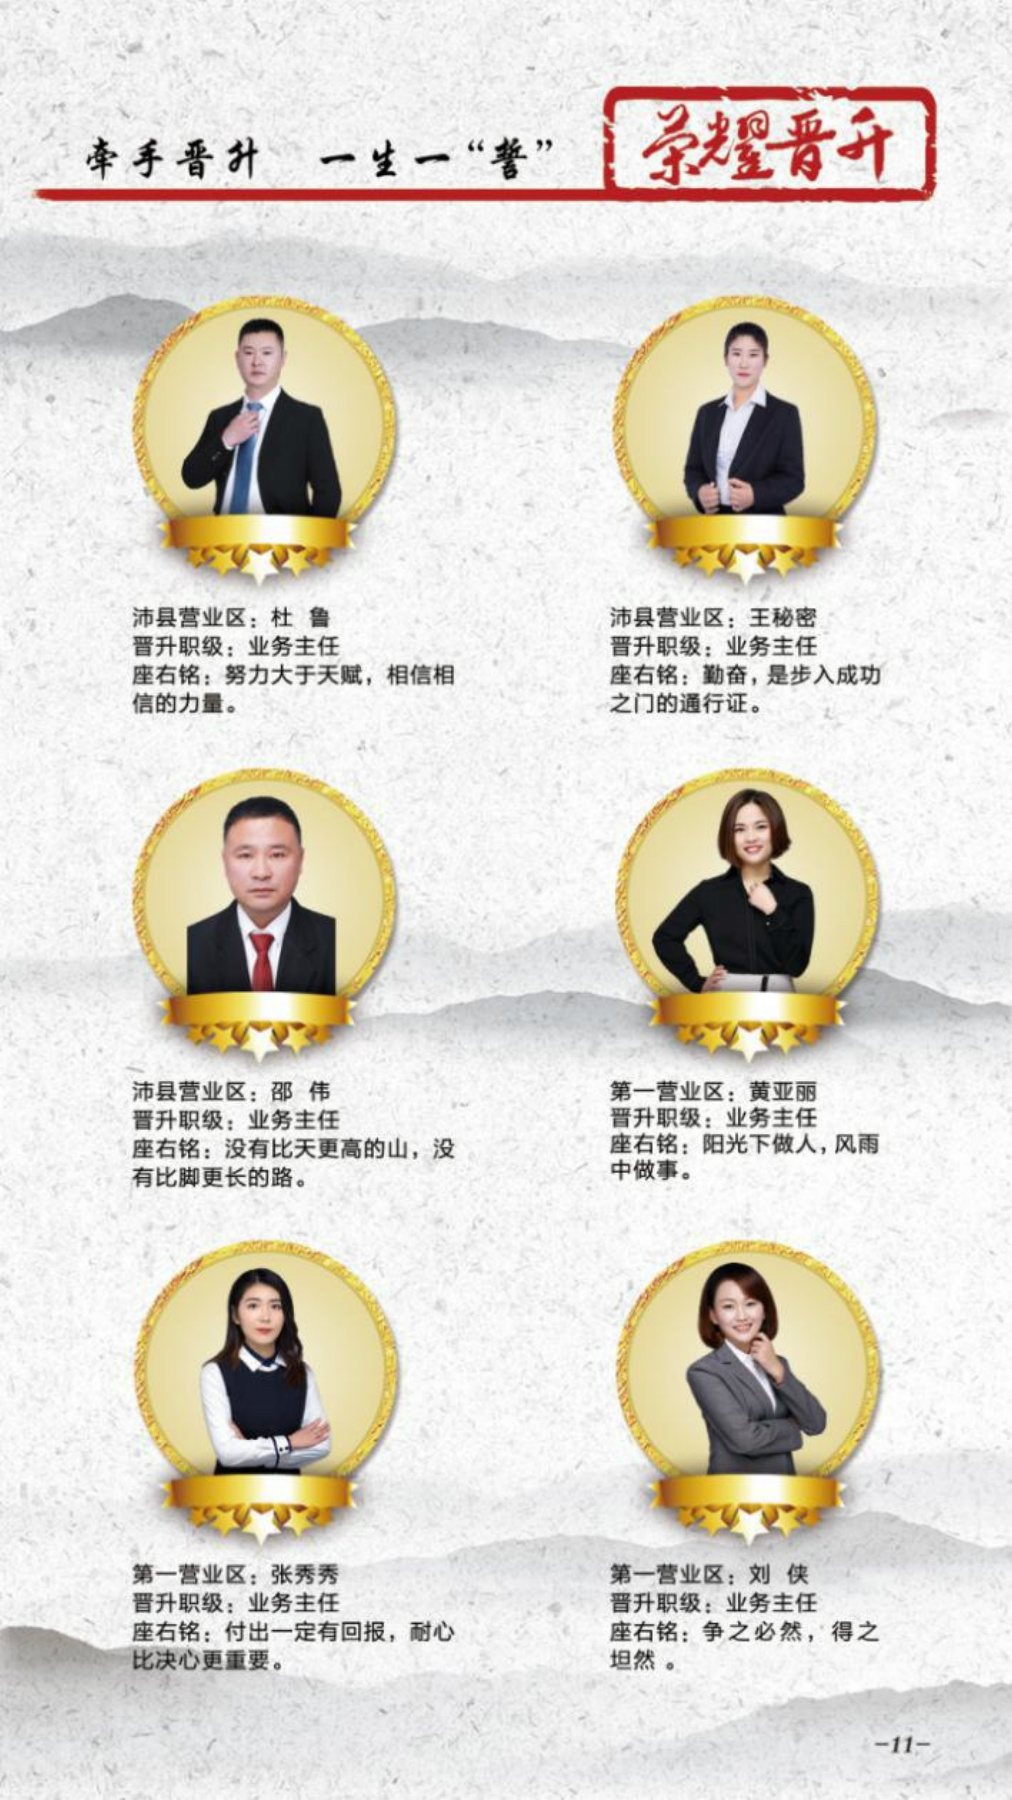 牵手晋升 一生一“誓”
荣耀晋升
沛县营业区：杜 鲁
晋升职级：业务主任
座右铭：努力大于天赋，相信相
信的力量。
沛县营业区：王秘密
晋升职级：业务主任
座右铭：勤奋，是步入成功
之门的通行证。
沛县营业区：邵 伟
晋升职级：业务主任
座右铭：没有比天更高的山，没
有比脚更长的路。
第一营业区：黄亚丽
晋升职级：业务主任
座右铭：阳光下做人，风雨
中做事。
第一营业区：张秀秀
晋升职级：业务主任
座右铭：付出一定有回报，耐心
比决心更重要。
第一营业区：刘 侠
晋升职级：业务主任
座右铭：争之必然，得之
坦然 。
-11-